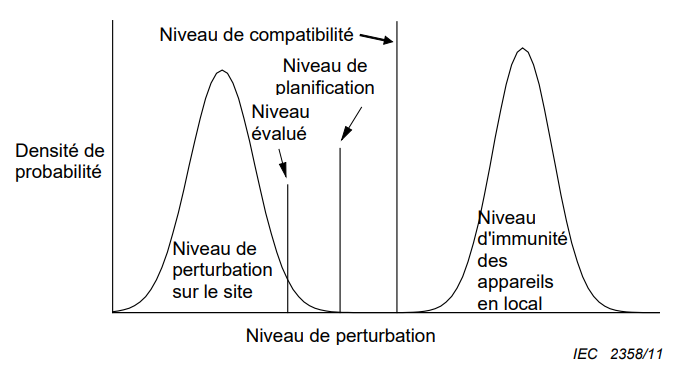 Niveau de compatibilité
Niveau de
planification
Niveau
évalué
Densité de
probabilité
Niveau de
perturbation
sur le site
Niveau
d'immunité
des
appareils
en local
Niveau de perturbation
IEC 2358/11